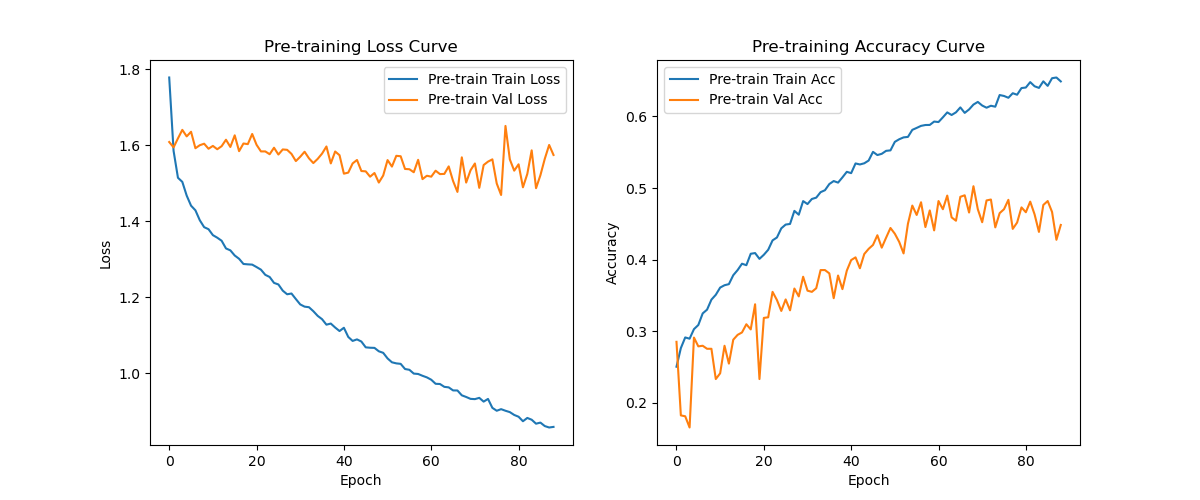 Pre-training Loss Curve
1.8
1.6
1.4
1.2
1.0
Loss
0
20
40
60
80
Epoch
Pre-train Train Loss
Pre-train Val Loss
Pre-training Accuracy Curve
0.6
0.5
0.4
0.3
0.2
Accuracy
0
20
40
60
80
Epoch
Pre-train Train Acc
Pre-train Val Acc